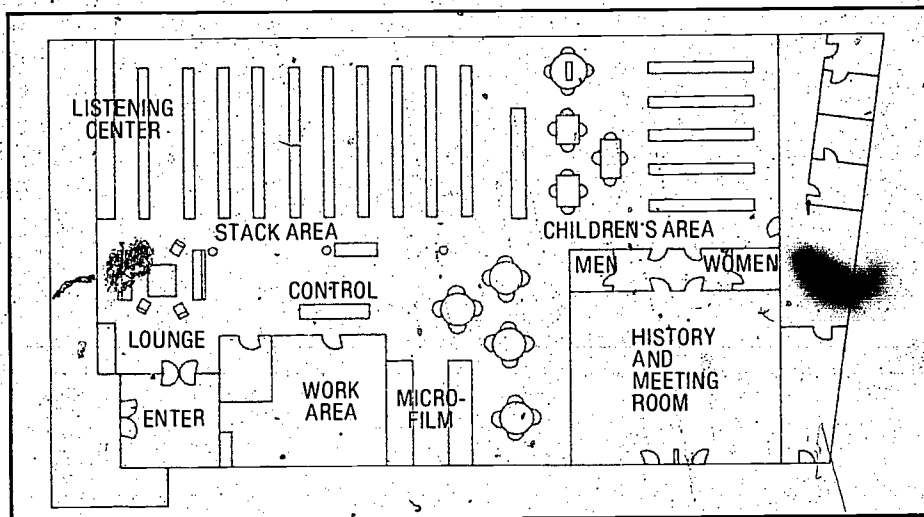 LISTENING
CENTER
STACK AREA
CHILDREN'S AREA
MEN
WOMEN
CONTROL
LOUNGE
HISTORY
AND
MEETING
ROOM
WORK
AREA
MICRO-
FILM
ENTER